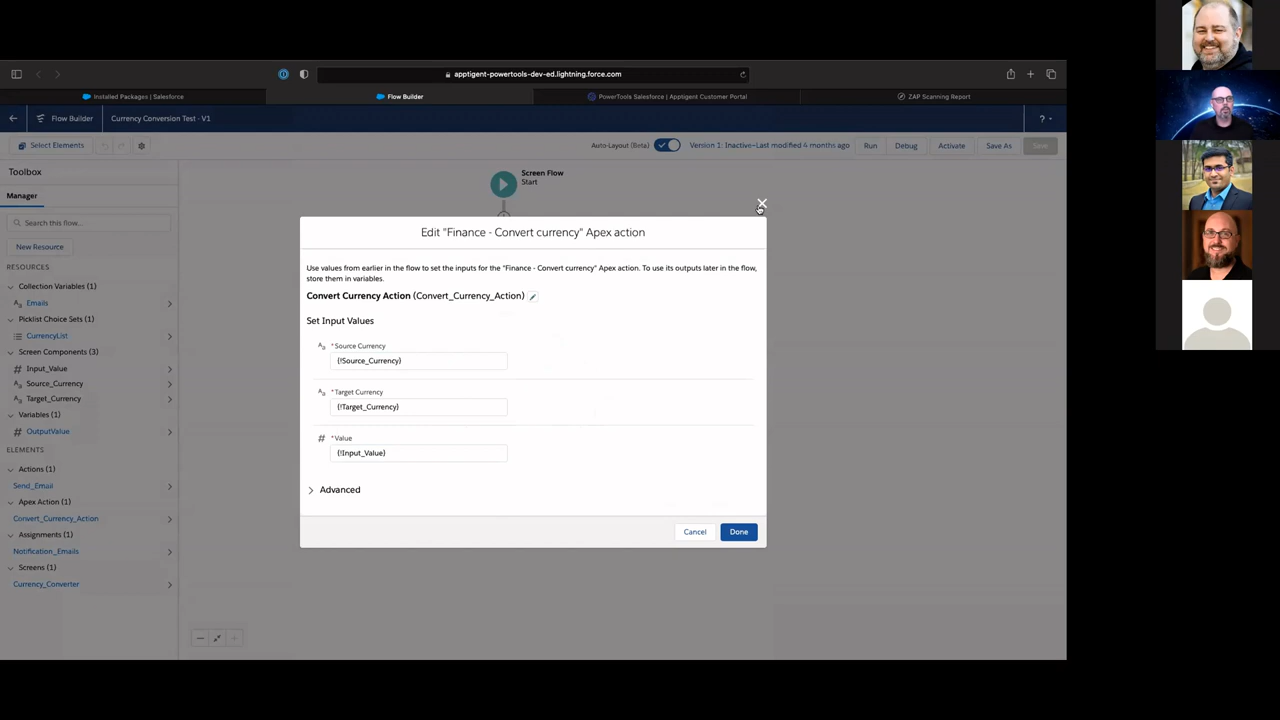 apptigent-powertools-dev-ed.lightning.force.com
Installed Packages | Salesforce
Flow Builder
PowerTools Salesforce | Apptigent Customer Portal
ZAP Scanning Report
Flow Builder
Currency Conversion Test - V1
?
Select Elements
Auto-Layout (Beta)
Version 1: Inactive—Last modified 4 months ago
Run
Debug
Activate
Save As
Save
Toolbox
Manager
Search this flow...
New Resource
RESOURCES
Collection Variables (1)
Emails
Picklist Choice Sets (1)
CurrencyList
Screen Components (3)
Input_Value
Source_Currency
Target_Currency
Variables (1)
OutputValue
ELEMENTS
Actions (1)
Send_Email
Apex Action (1)
Convert_Currency_Action
Assignments (1)
Notification_Emails
Screens (1)
Currency_Converter
Screen Flow
Start
Edit "Finance - Convert currency" Apex action
Use values from earlier in the flow to set the inputs for the "Finance - Convert currency" Apex action. To use its outputs later in the flow,
store them in variables.
Convert Currency Action (Convert_Currency_Action)
Set Input Values
* Source Currency
{!Source_Currency}
* Target Currency
{!Target_Currency}
* Value
{!Input_Value}
Advanced
Cancel
Done